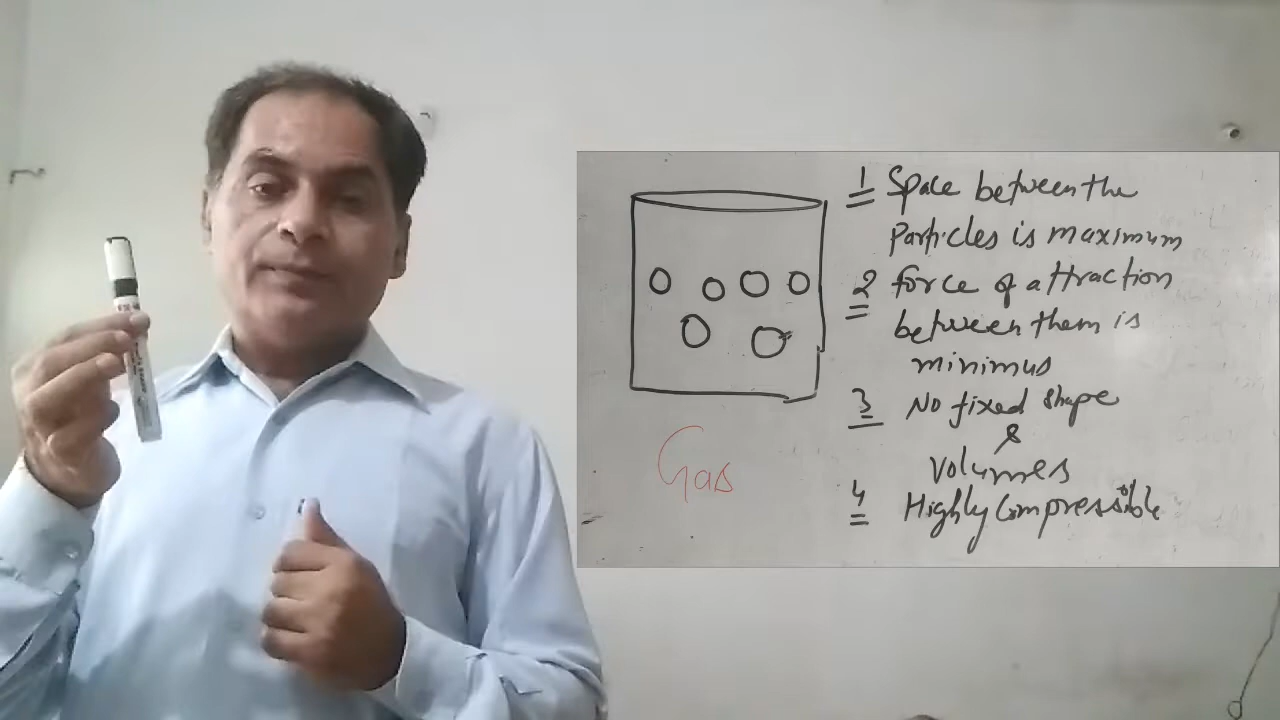 1 Space between the
Particles is maximum
2 force of attraction
between them is
minimus
3 No fixed shape
&
volumes
4 Highly Compressible
Gas